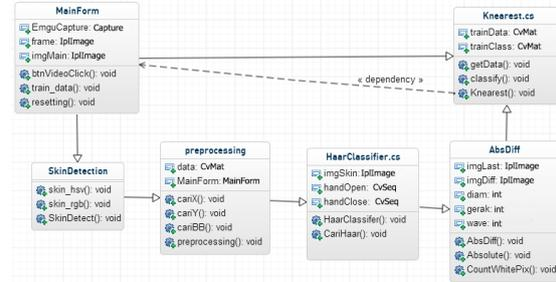 MainForm
EmguCapture: Capture
frame: IplImage
imgMain: IplImage
btnVideoClick(): void
train_data(): void
resetting(): void
Knearest.cs
trainData: CvMat
trainClass: CvMat
getData(): void
classify(): void
Knearest(): void
« dependency »
SkinDetection
skin_hsv(): void
skin_rgb(): void
SkinDetect(): void
preprocessing
data: CvMat
MainForm: MainForm
cariX(): void
cariY(): void
cariBB(): void
preprocessing(): void
HaarClassifier.cs
imgSkin: IplImage
handOpen: CvSeq
handClose: CvSeq
HaarClassifer(): void
CariHaar(): void
AbsDiff
imgLast: IplImage
imgDiff: IplImage
diam: int
gerak: int
wave: int
AbsDiff(): void
Absolute(): void
CountWhitePix(): void